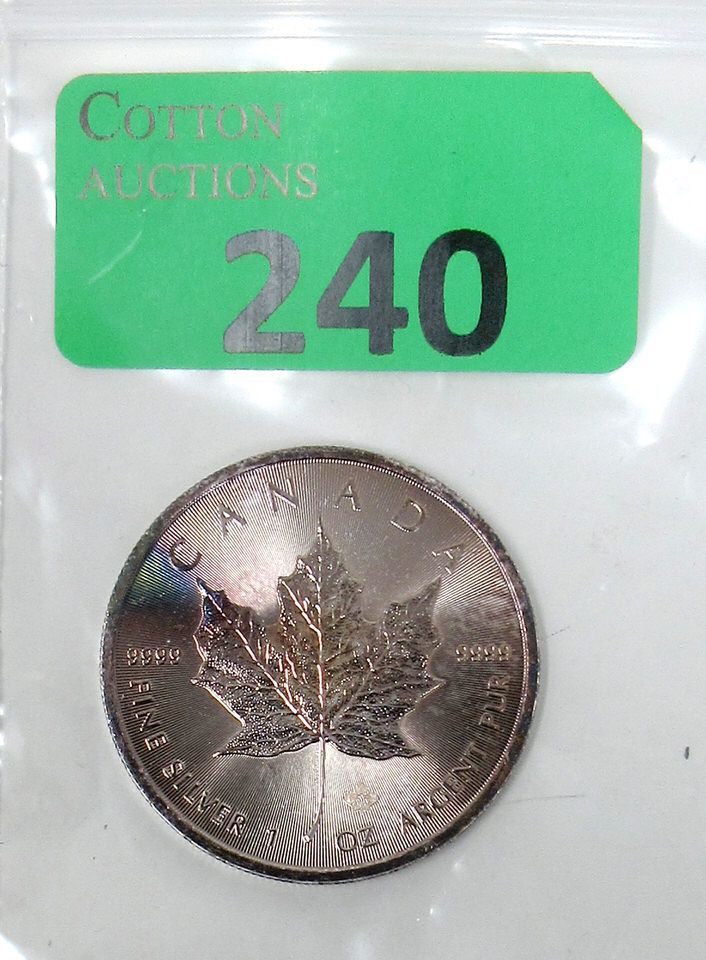 COTTON
AUCTIONS
240
CANADA
9999
9999
FINE SILVER 1 OZ ARGENT PUR